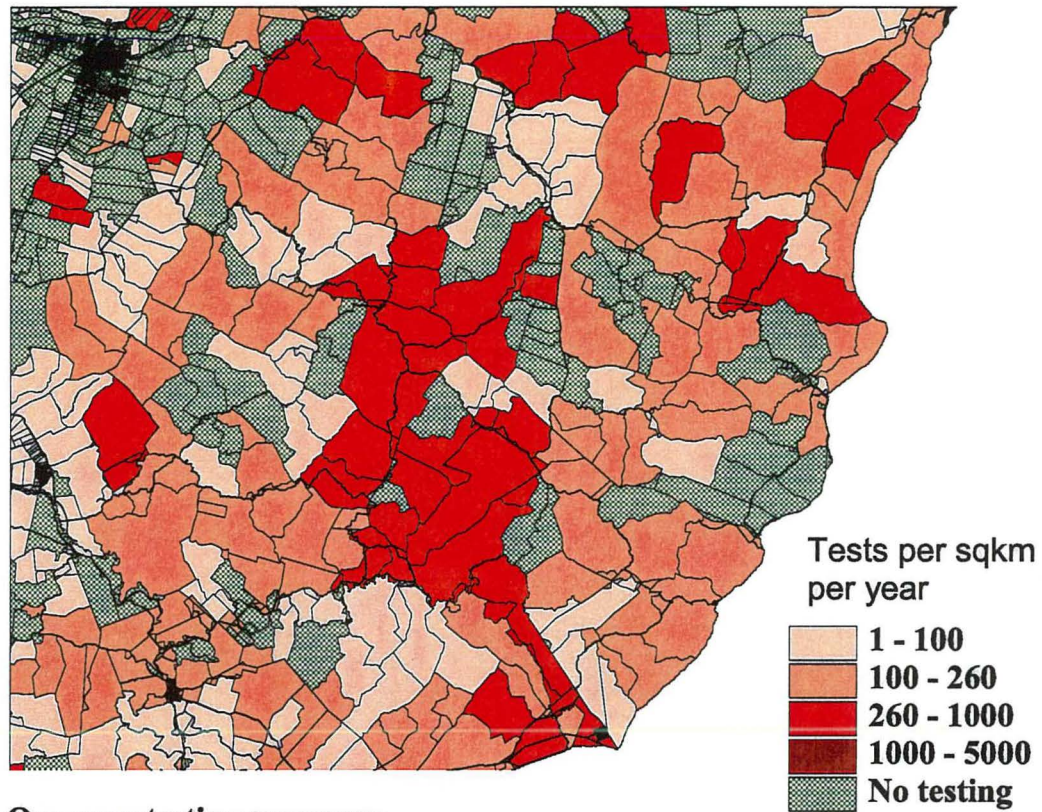 Tests per sqkm
per year
1 - 100
100 - 260
260 - 1000
1000 - 5000
No testing